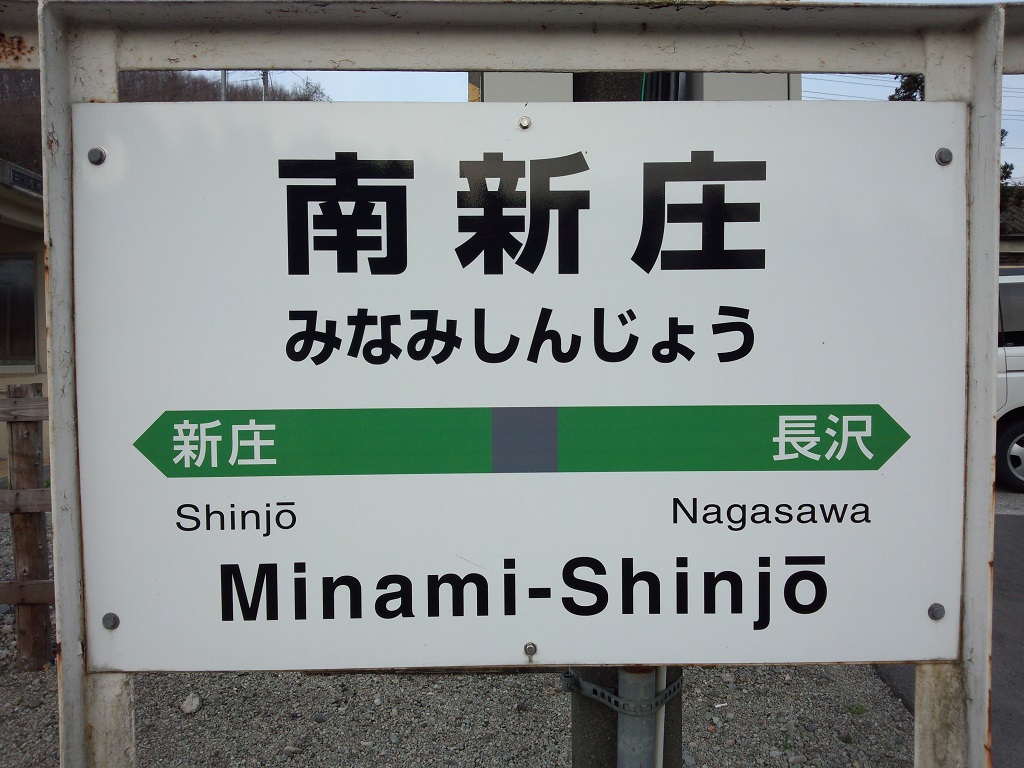 南新庄
みなみしんじょう
新庄 長沢
Shinjō Nagasawa
Minami-Shinjō